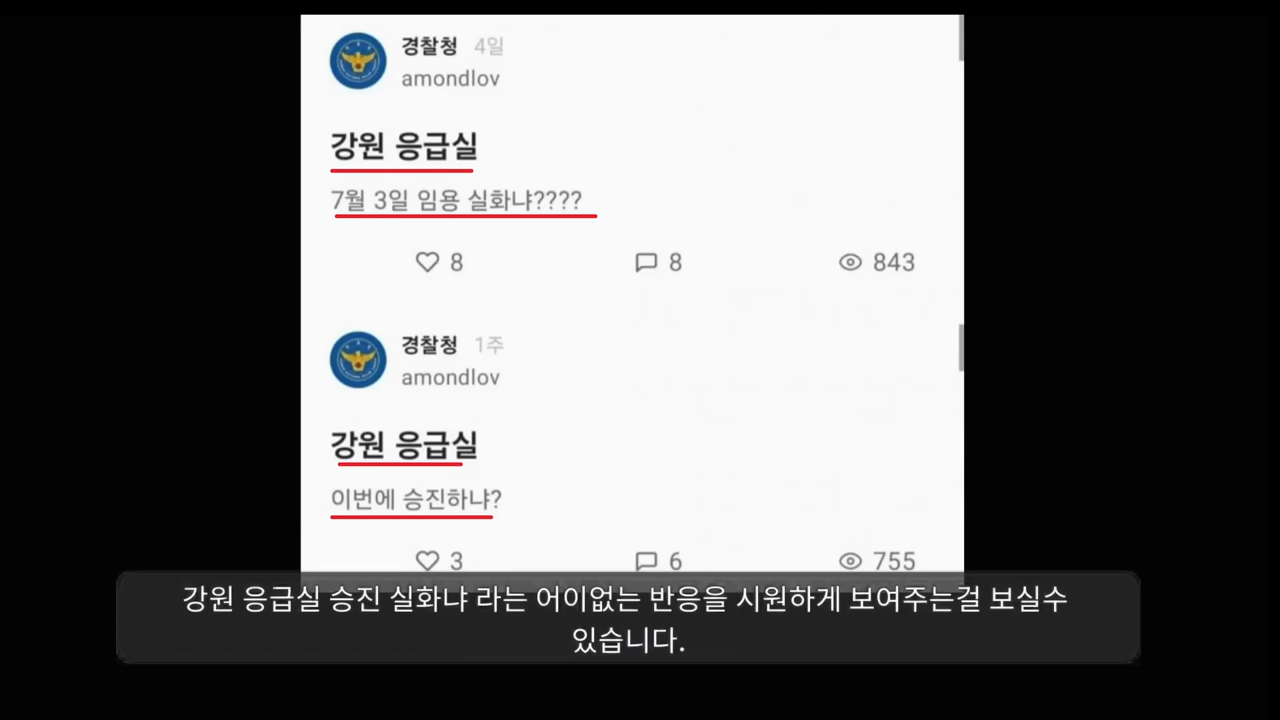 경찰청 4일
amondlov
강원 응급실
7월 3일 임용 실화냐????
8 8 843
경찰청 1주
amondlov
강원 응급실
이번에 승진하냐?
3 6 755
강원 응급실 승진 실화냐 라는 어이없는 반응을 시원하게 보여주는걸 보실수
있습니다.